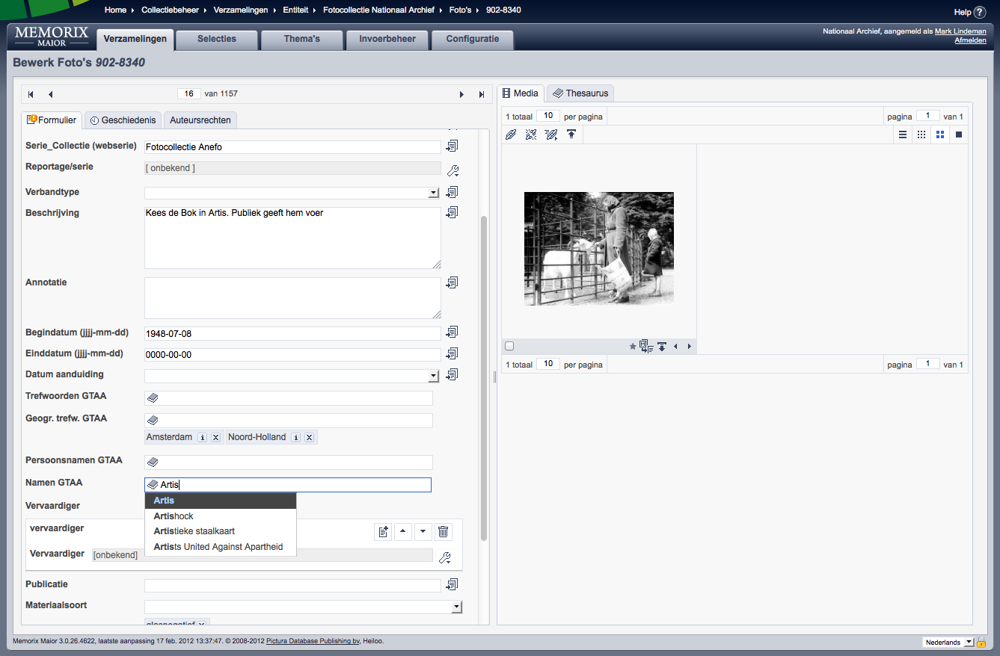 Home Collectiebeheer Verzamelingen Entiteit Fotocollectie Nationaal Archief Foto's 902-8340
Help ?
MEMORIX
MAIOR
Verzamelingen Selecties Thema's Invoerbeheer Configuratie
Nationaal Archief, aangemeld als Mark Lindeman
Afmelden
Bewerk Foto's 902-8340
16 van 1157
Formulier Geschiedenis Auteursrechten
Serie_Collectie (webserie) Fotocollectie Anefo
Reportage/serie [ onbekend ]
Verbandtype
Beschrijving Kees de Bok in Artis. Publiek geeft hem voer
Annotatie
Begindatum (jjjj-mm-dd) 1948-07-08
Einddatum (jjjj-mm-dd) 0000-00-00
Datum aanduiding
Trefwoorden GTAA
Geogr. trefw. GTAA
Amsterdam i x Noord-Holland i x
Persoonsnamen GTAA
Namen GTAA Artis
Artis
Artishock
Artistieke staalkaart
Artists United Against Apartheid
Vervaardiger
vervaardiger
Vervaardiger [onbekend]
Publicatie
Materiaalsoort
glasnegatief x
Media Thesaurus
1 totaal 10 per pagina pagina 1 van 1
1 totaal 10 per pagina pagina 1 van 1
Memorix Maior 3.0.26.4622, laatste aanpassing 17 feb. 2012 13:37:47. © 2008-2012 Pictura Database Publishing bv, Heiloo.
Nederlands